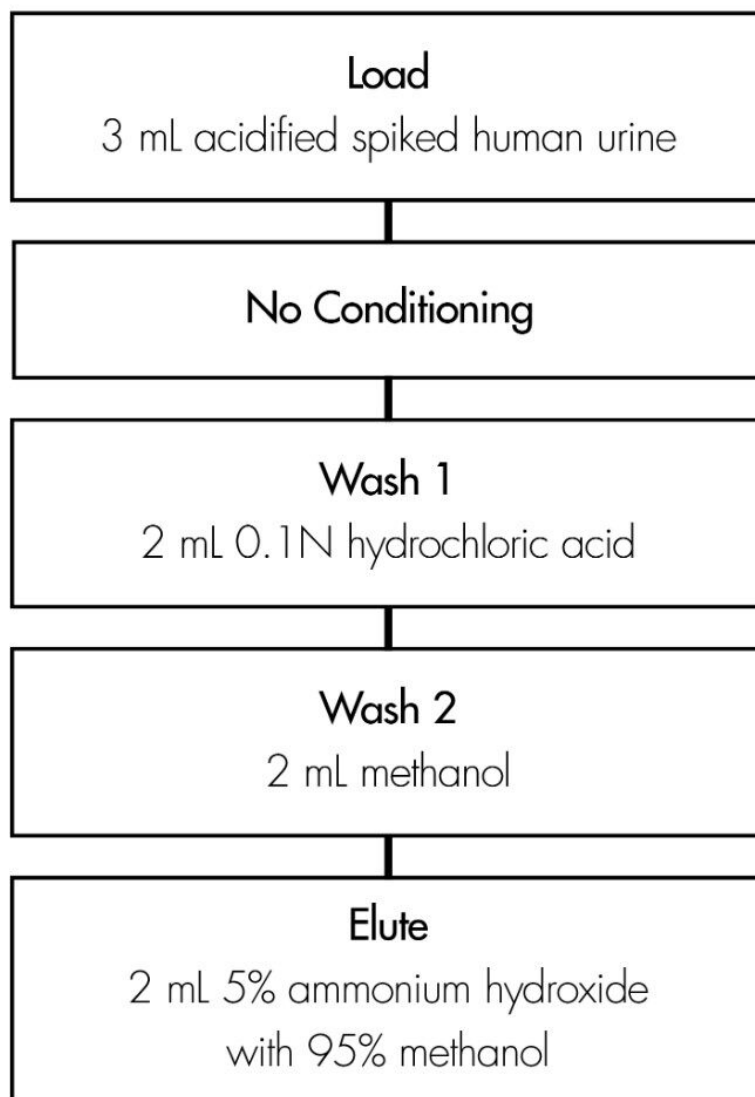 Load
3 mL acidified spiked human urine
No Conditioning
Wash 1
2 mL 0.1N hydrochloric acid
Wash 2
2 mL methanol
Elute
2 mL 5% ammonium hydroxide
with 95% methanol